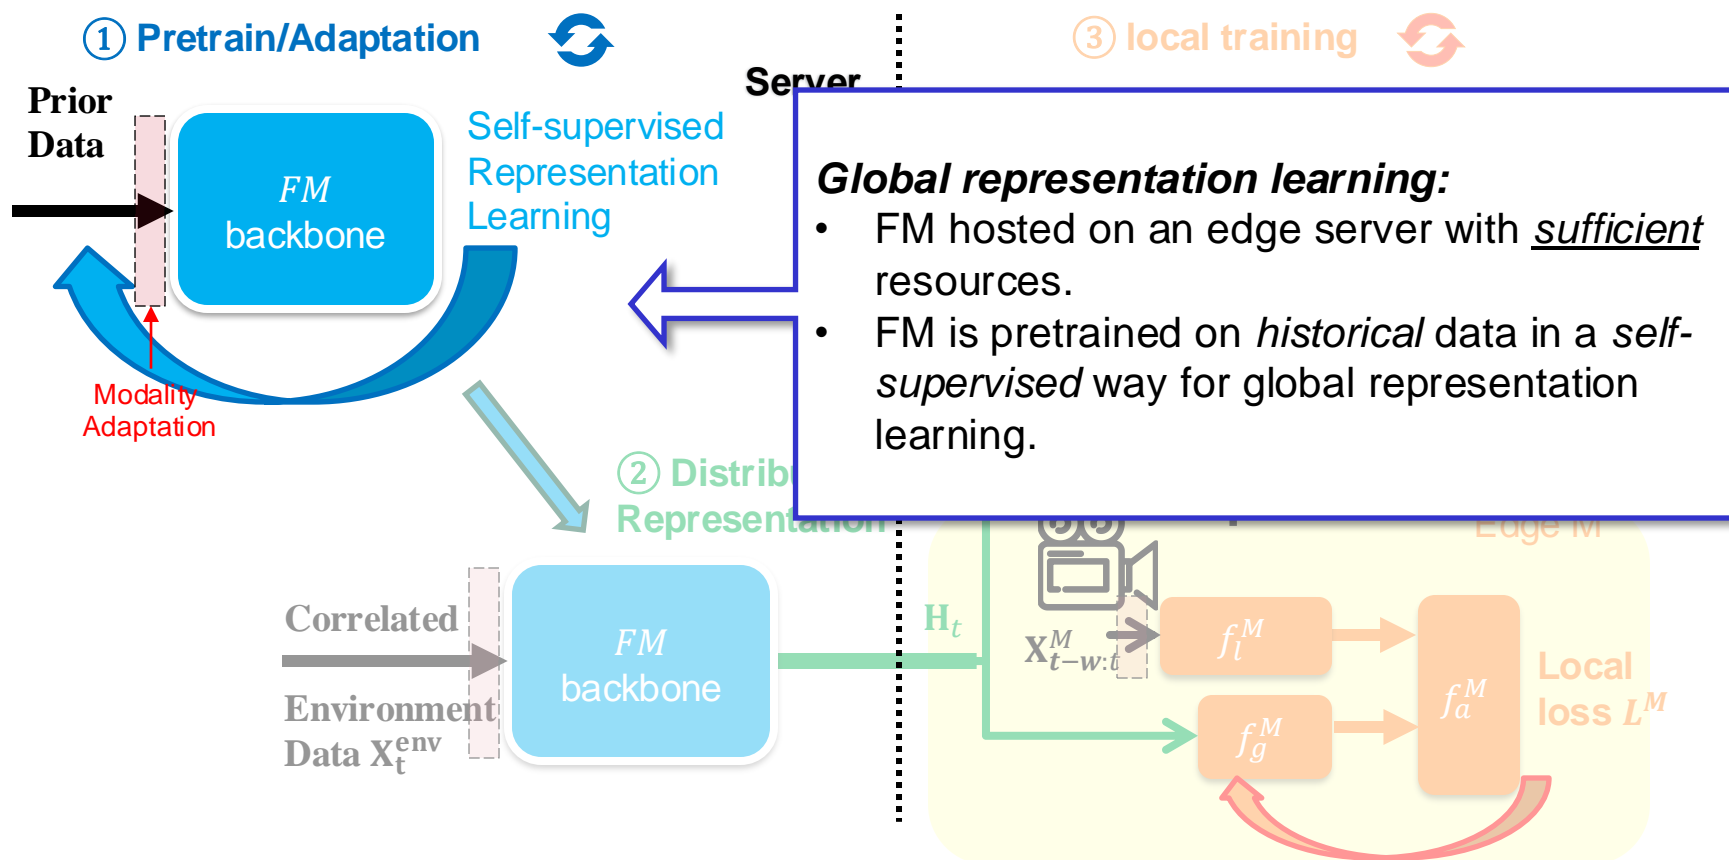 ① Pretrain/Adaptation
③ local training
Server
Prior
Data
FM
backbone
Self-supervised
Representation
Learning
Modality
Adaptation
Global representation learning:
• FM hosted on an edge server with sufficient
resources.
• FM is pretrained on historical data in a self-
supervised way for global representation
learning.
②
Representation
Edge M
Correlated
Environment
Data X_t^env
FM
backbone
H_t
X_{t-w:t}^M
f_l^M
f_g^M
f_a^M
Local
loss L^M